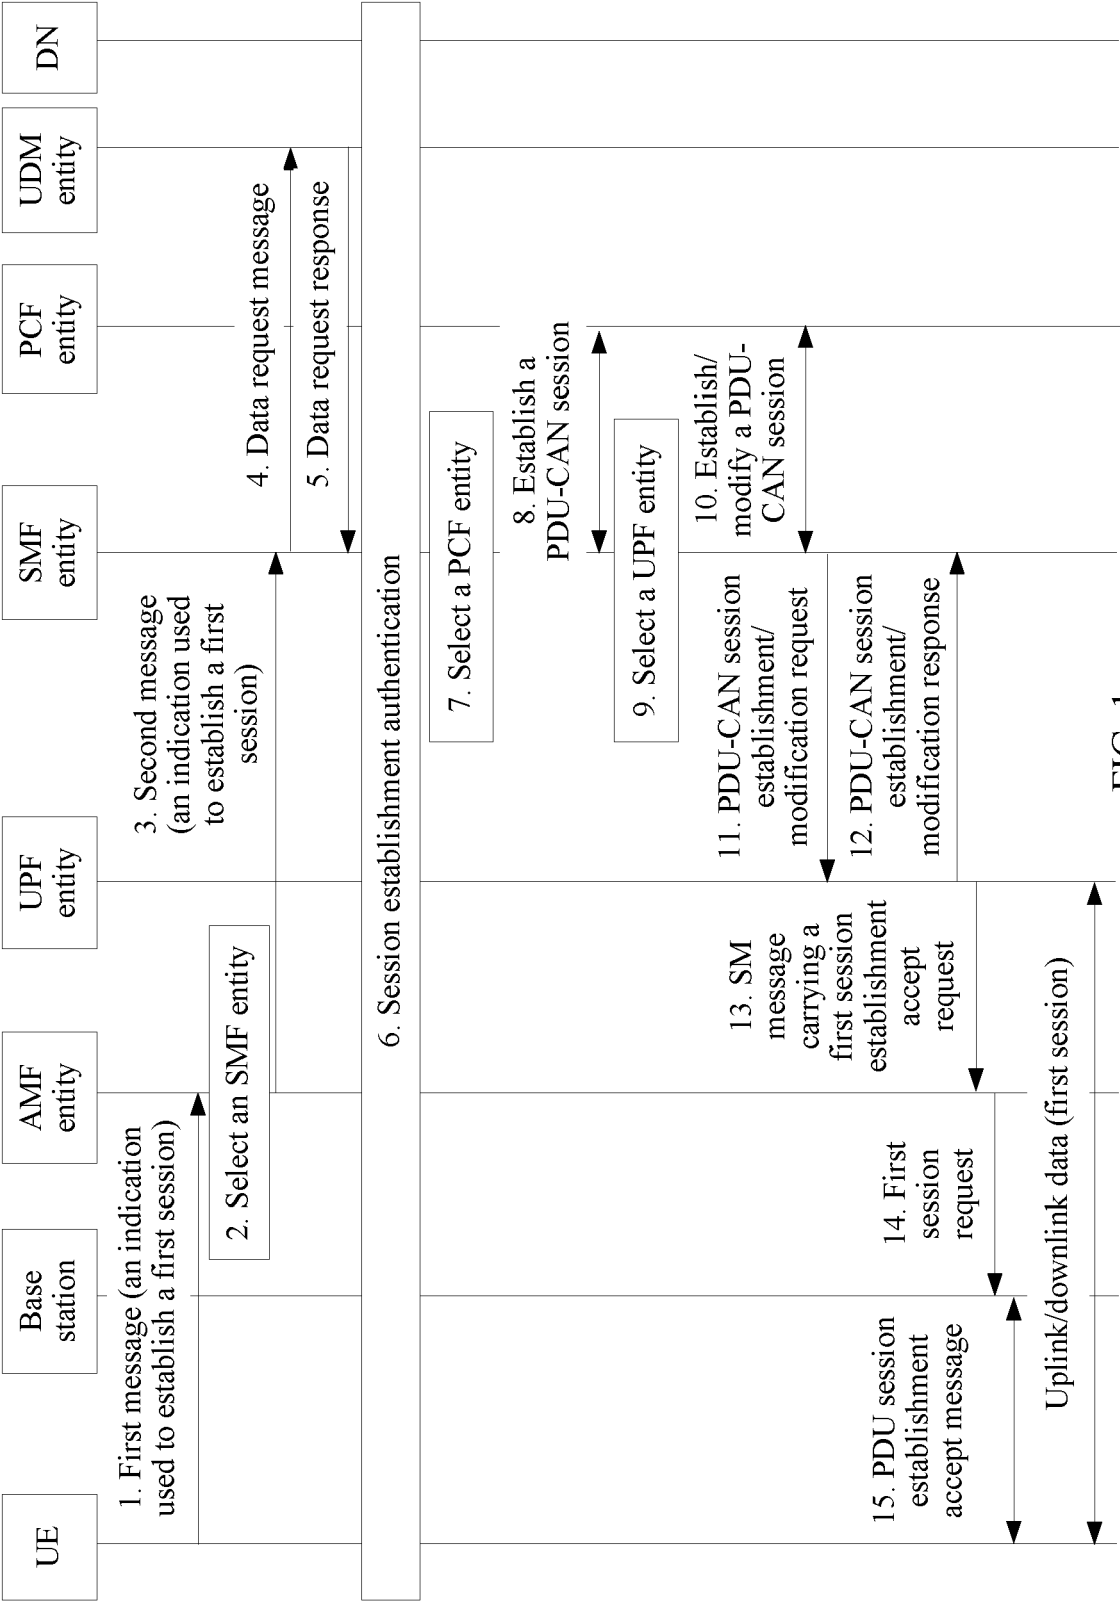 UE
Base
station
AMF
entity
UPF
entity
SMF
entity
PCF
entity
UDM
entity
DN
1. First message (an indication
used to establish a first session)
2. Select an SMF entity
3. Second message
(an indication used
to establish a first
session)
4. Data request message
5. Data request response
6. Session establishment authentication
7. Select a PCF entity
8. Establish a
PDU-CAN session
9. Select a UPF entity
10. Establish/
modify a PDU-
CAN session
11. PDU-CAN session
establishment/
modification request
12. PDU-CAN session
establishment/
modification response
13. SM
message
carrying a
first session
establishment
accept
request
14. First
session
request
15. PDU session
establishment
accept message
Uplink/downlink data (first session)